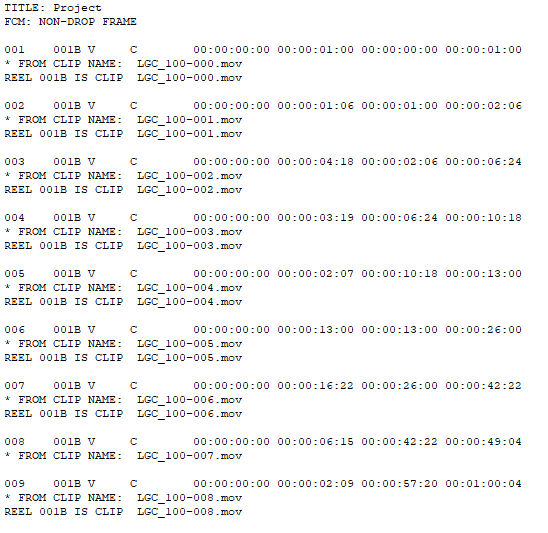 TITLE: Project
FCM: NON-DROP FRAME
001 001B V C 00:00:00:00 00:00:01:00 00:00:00:00 00:00:01:00
* FROM CLIP NAME: LGC_100-000.mov
REEL 001B IS CLIP LGC_100-000.mov
002 001B V C 00:00:00:00 00:00:01:06 00:00:01:00 00:00:02:06
* FROM CLIP NAME: LGC_100-001.mov
REEL 001B IS CLIP LGC_100-001.mov
003 001B V C 00:00:00:00 00:00:04:18 00:00:02:06 00:00:06:24
* FROM CLIP NAME: LGC_100-002.mov
REEL 001B IS CLIP LGC_100-002.mov
004 001B V C 00:00:00:00 00:00:03:19 00:00:06:24 00:00:10:18
* FROM CLIP NAME: LGC_100-003.mov
REEL 001B IS CLIP LGC_100-003.mov
005 001B V C 00:00:00:00 00:00:02:07 00:00:10:18 00:00:13:00
* FROM CLIP NAME: LGC_100-004.mov
REEL 001B IS CLIP LGC_100-004.mov
006 001B V C 00:00:00:00 00:00:13:00 00:00:13:00 00:00:26:00
* FROM CLIP NAME: LGC_100-005.mov
REEL 001B IS CLIP LGC_100-005.mov
007 001B V C 00:00:00:00 00:00:16:22 00:00:26:00 00:00:42:22
* FROM CLIP NAME: LGC_100-006.mov
REEL 001B IS CLIP LGC_100-006.mov
008 001B V C 00:00:00:00 00:00:06:15 00:00:42:22 00:00:49:04
* FROM CLIP NAME: LGC_100-007.mov
009 001B V C 00:00:00:00 00:00:02:09 00:00:57:20 00:01:00:04
* FROM CLIP NAME: LGC_100-008.mov
REEL 001B IS CLIP LGC_100-008.mov